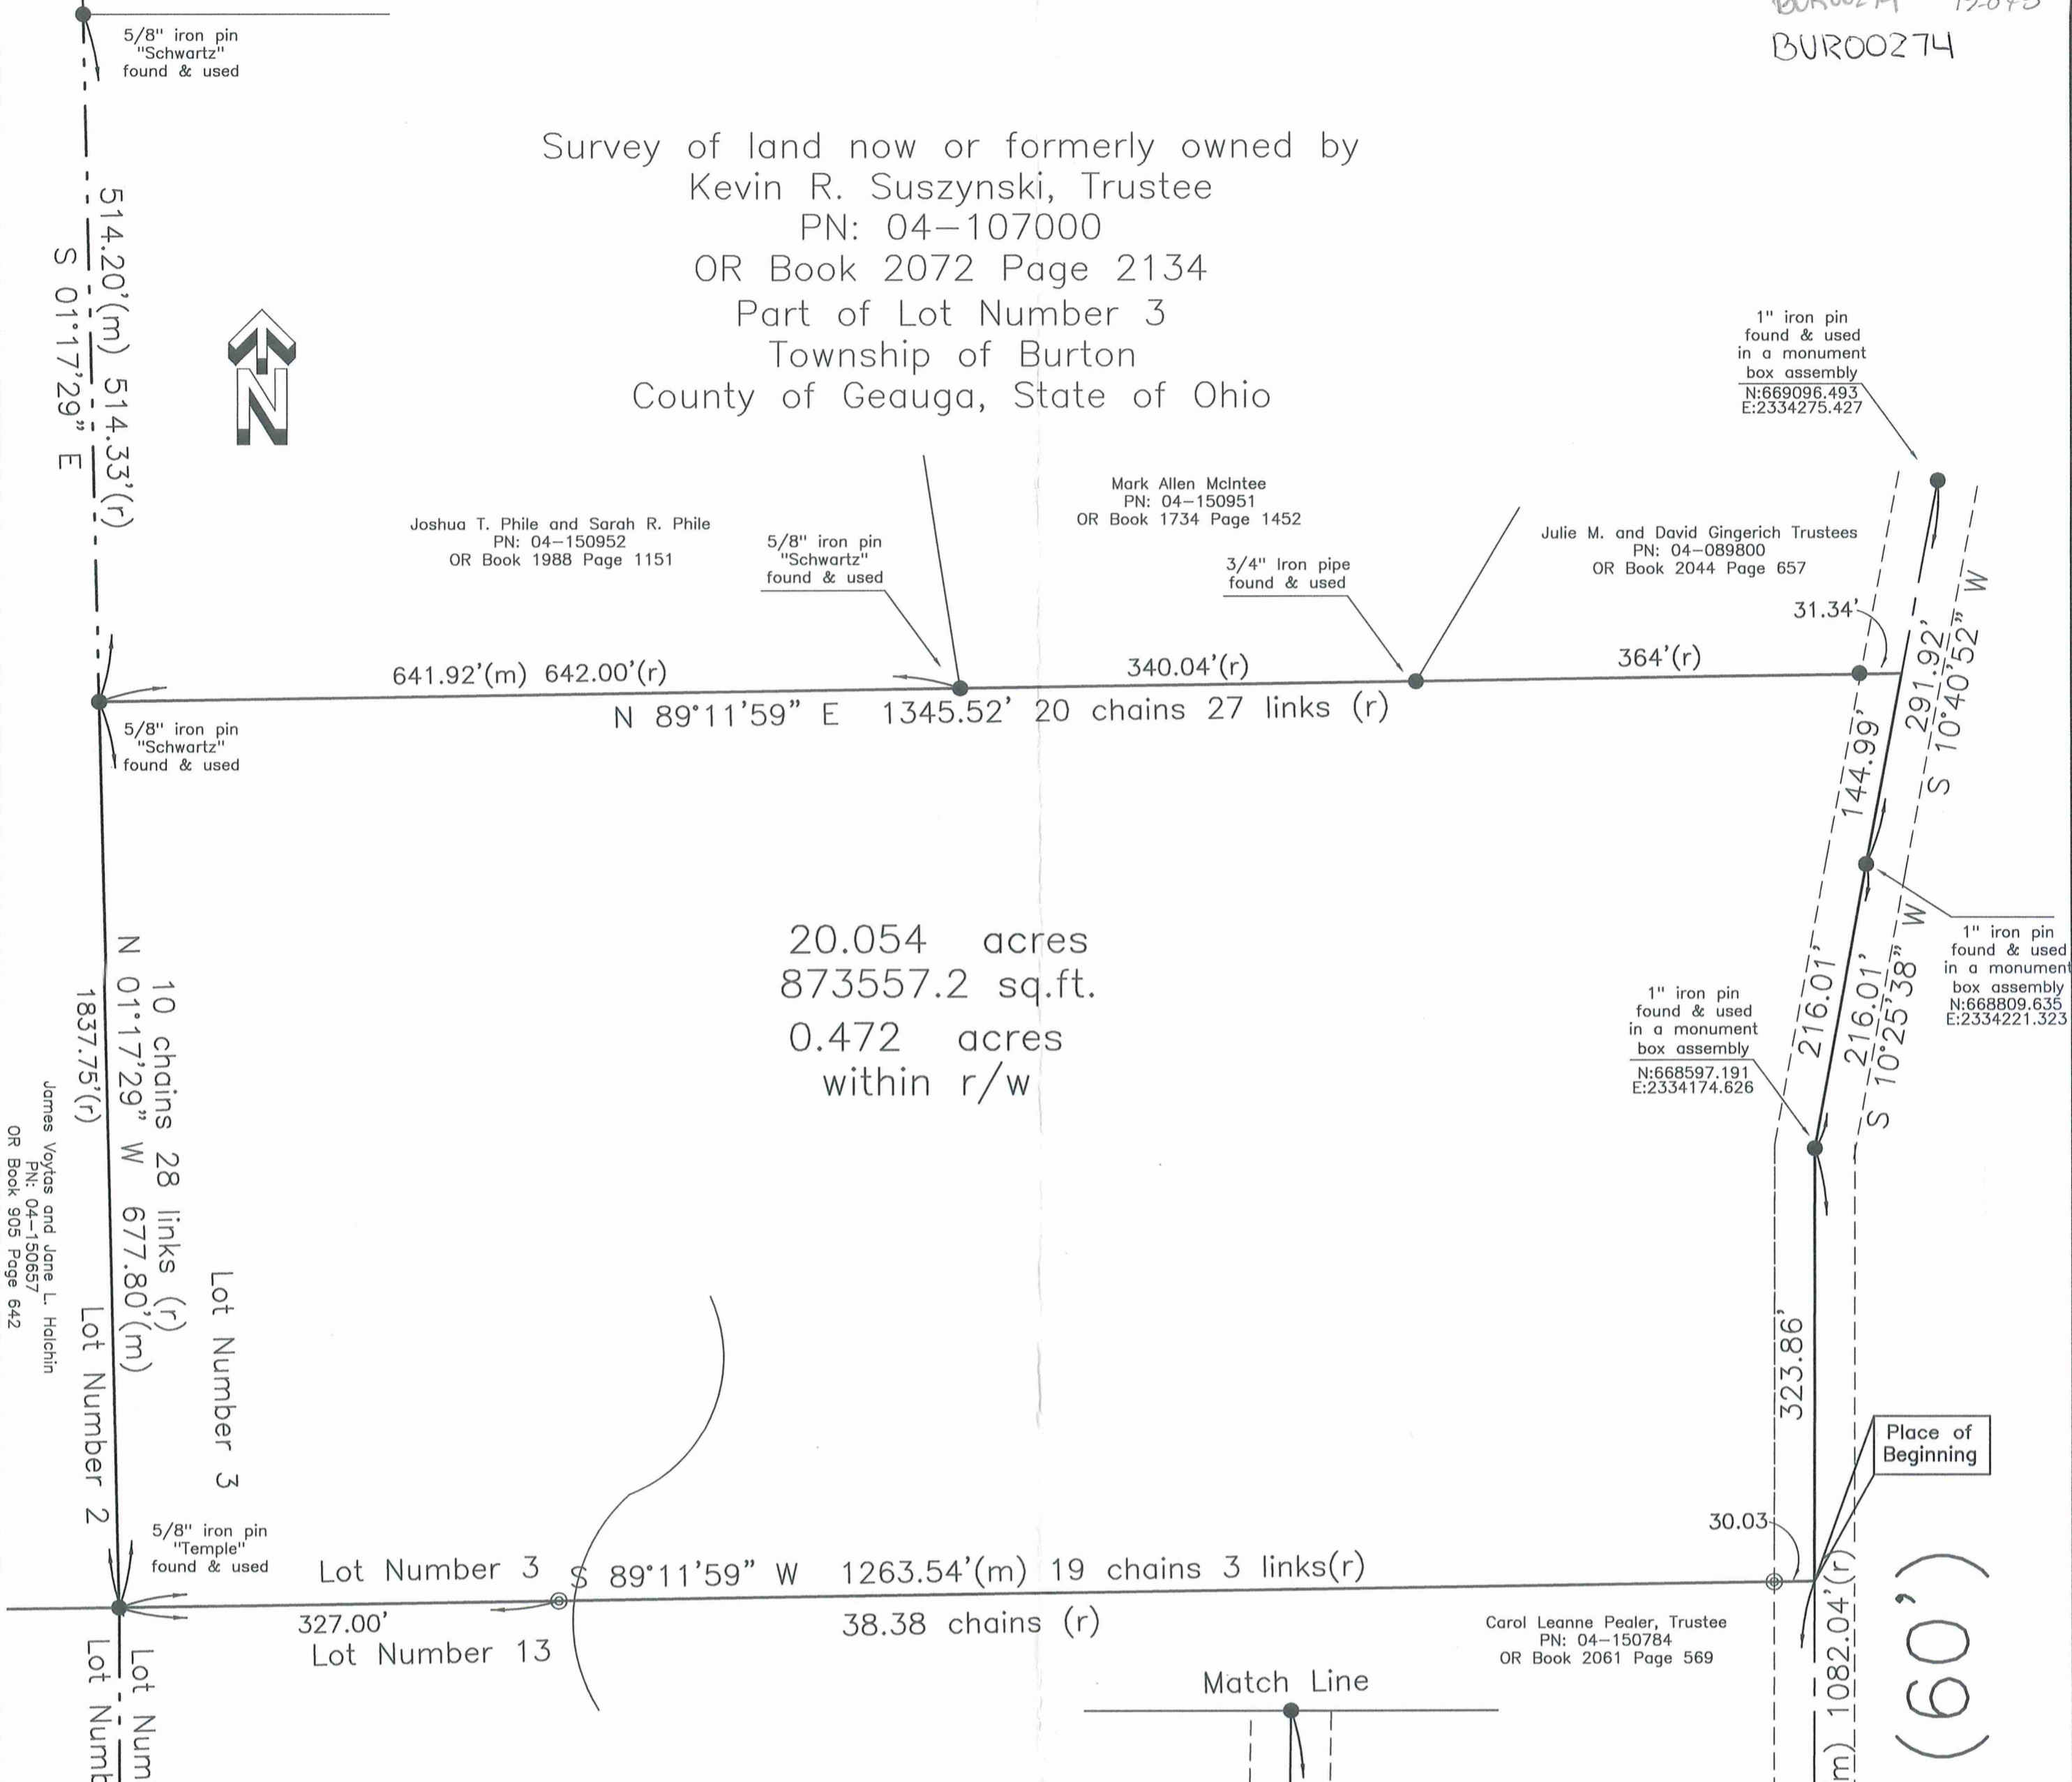 BUR00274
BUR00274
5/8" iron pin
"Schwartz"
found & used
Survey of land now or formerly owned by
Kevin R. Suszynski, Trustee
PN: 04-107000
OR Book 2072 Page 2134
Part of Lot Number 3
Township of Burton
County of Geauga, State of Ohio
514.20'(m) 514.33'(r)
S 01°17'29" E
N
1" iron pin
found & used
in a monument
box assembly
N:669096.493
E:2334275.427
Joshua T. Phile and Sarah R. Phile
PN: 04-150952
OR Book 1988 Page 1151
5/8" iron pin
"Schwartz"
found & used
Mark Allen McIntee
PN: 04-150951
OR Book 1734 Page 1452
3/4" Iron pipe
found & used
Julie M. and David Gingerich Trustees
PN: 04-089800
OR Book 2044 Page 657
31.34'
641.92'(m) 642.00'(r)
340.04'(r)
364'(r)
N 89°11'59" E 1345.52' 20 chains 27 links (r)
291.92'
S 10°40'52" W
144.99'
5/8" iron pin
"Schwartz"
found & used
20.054 acres
873557.2 sq.ft.
0.472 acres
within r/w
1" iron pin
found & used
in a monument
box assembly
N:668809.635
E:2334221.323
216.01'
216.01'
S 10°25'38" W
1" iron pin
found & used
in a monument
box assembly
N:668597.191
E:2334174.626
10 chains 28 links (r)
N 01°17'29" W 677.80'(m)
1837.75'(r)
James Voytas and Jane L. Halchin
PN: 04-150657
OR Book 905 Page 642
Lot Number 3
Lot Number 2
323.86'
Place of
Beginning
30.03
5/8" iron pin
"Temple"
found & used
Lot Number 3 S 89°11'59" W 1263.54'(m) 19 chains 3 links(r)
327.00'
38.38 chains (r)
Lot Number 13
Carol Leanne Pealer, Trustee
PN: 04-150784
OR Book 2061 Page 569
m) 1082.04'(r)
(60')
Match Line
Lot Num
Lot Numb